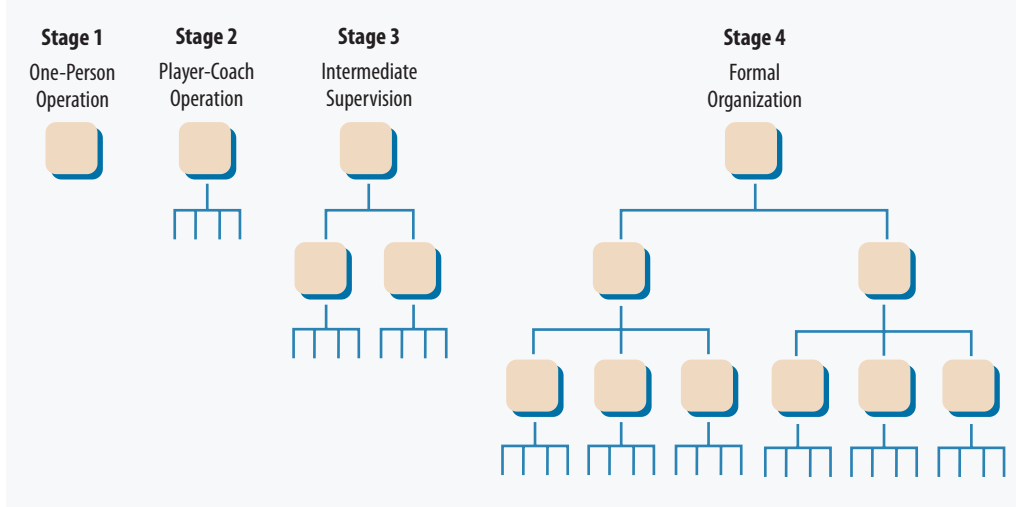 Stage 1
One-Person
Operation
Stage 2
Player-Coach
Operation
Stage 3
Intermediate
Supervision
Stage 4
Formal
Organization